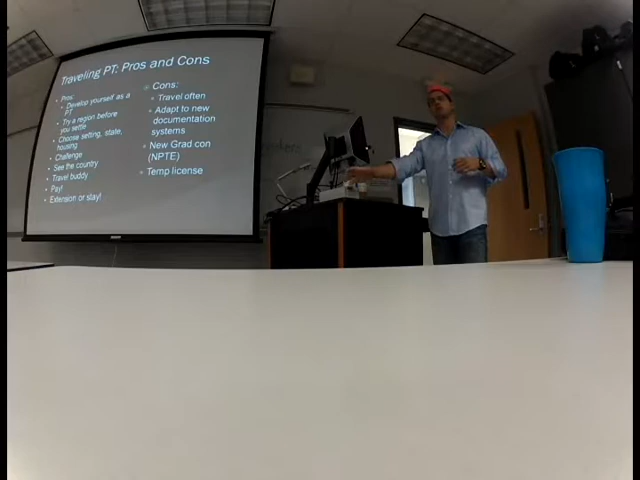 Traveling PT: Pros and Cons
Pros:
Develop yourself as a
PT
Try a region before
you settle
Choose setting, state,
housing
Challenge
See the country
Travel buddy
Pay!
Extension or stay!
Cons:
Travel often
Adapt to new
documentation
systems
New Grad con
(NPTE)
Temp license